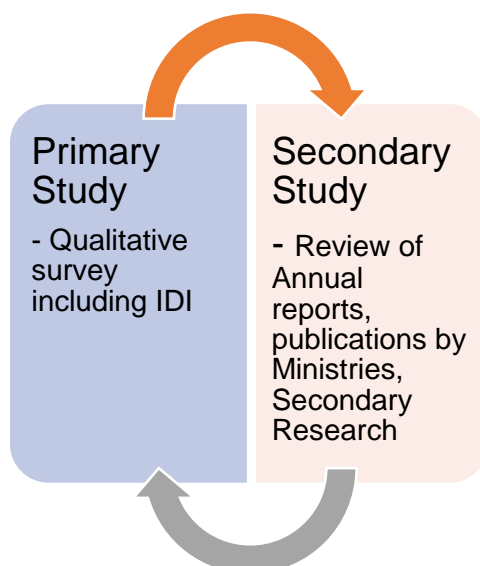 Primary
Study
- Qualitative
survey
including IDI
Secondary
Study
- Review of
Annual
reports,
publications by
Ministries,
Secondary
Research